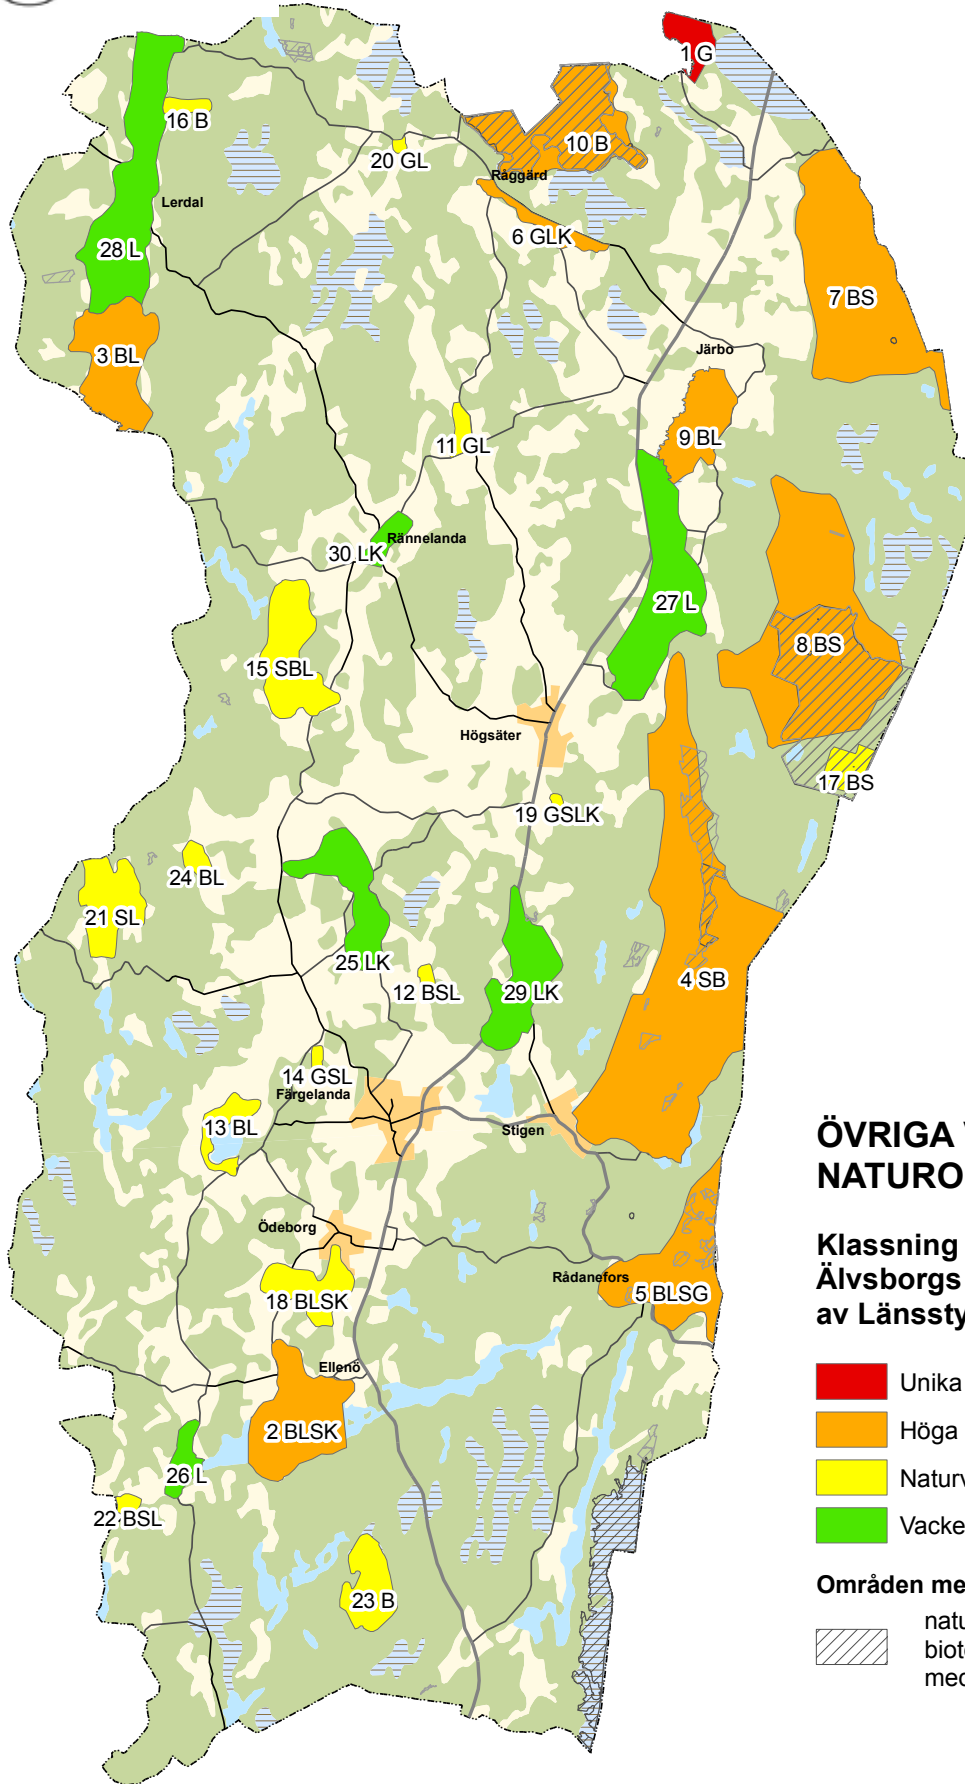 1 G
16 B
20 GL
10 B
Råggärd
Lerdal
6 GLK
28 L
7 BS
Järbo
3 BL
9 BL
11 GL
Rännelanda
30 LK
27 L
8 BS
15 SBL
Högsäter
17 BS
19 GSLK
24 BL
21 SL
25 LK
4 SB
12 BSL
29 LK
14 GSL
Färgelanda
13 BL
Stigen
ÖVRIGA
NATURO
Ödeborg
Klassning
Rådanefors
Älvsborgs
5 BLSG
18 BLSK
av Länssty
Ellenö
Unika
2 BLSK
Höga
26 L
Naturv
22 BSL
Vacke
Områden me
23 B
natu
biot
med